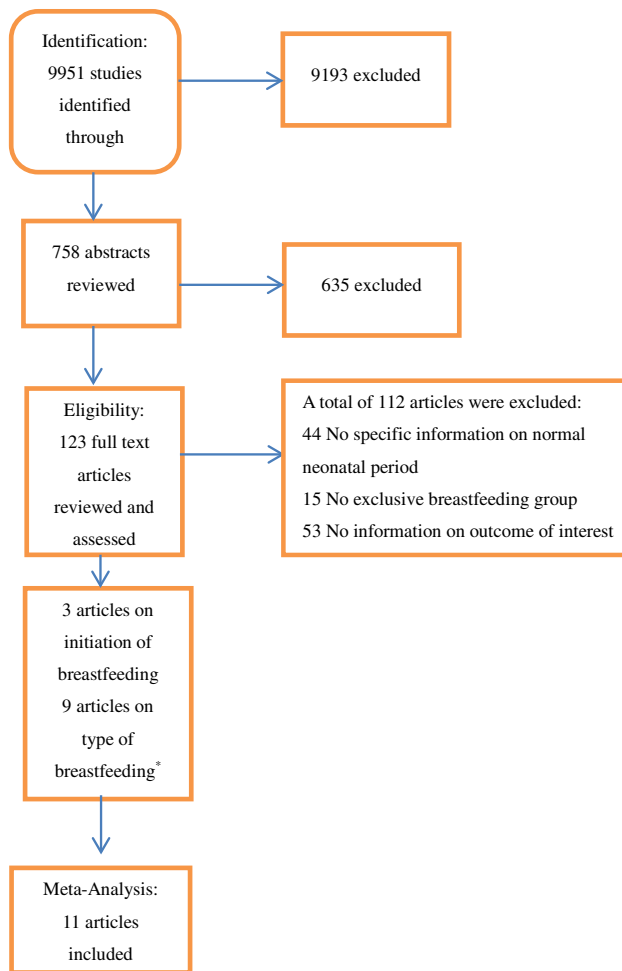 Identification:
9951 studies
identified
through
9193 excluded
758 abstracts
reviewed
635 excluded
Eligibility:
123 full text
articles
reviewed and
assessed
A total of 112 articles were excluded:
44 No specific information on normal
neonatal period
15 No exclusive breastfeeding group
53 No information on outcome of interest
3 articles on
initiation of
breastfeeding
9 articles on
type of
breastfeeding*
Meta-Analysis:
11 articles
included